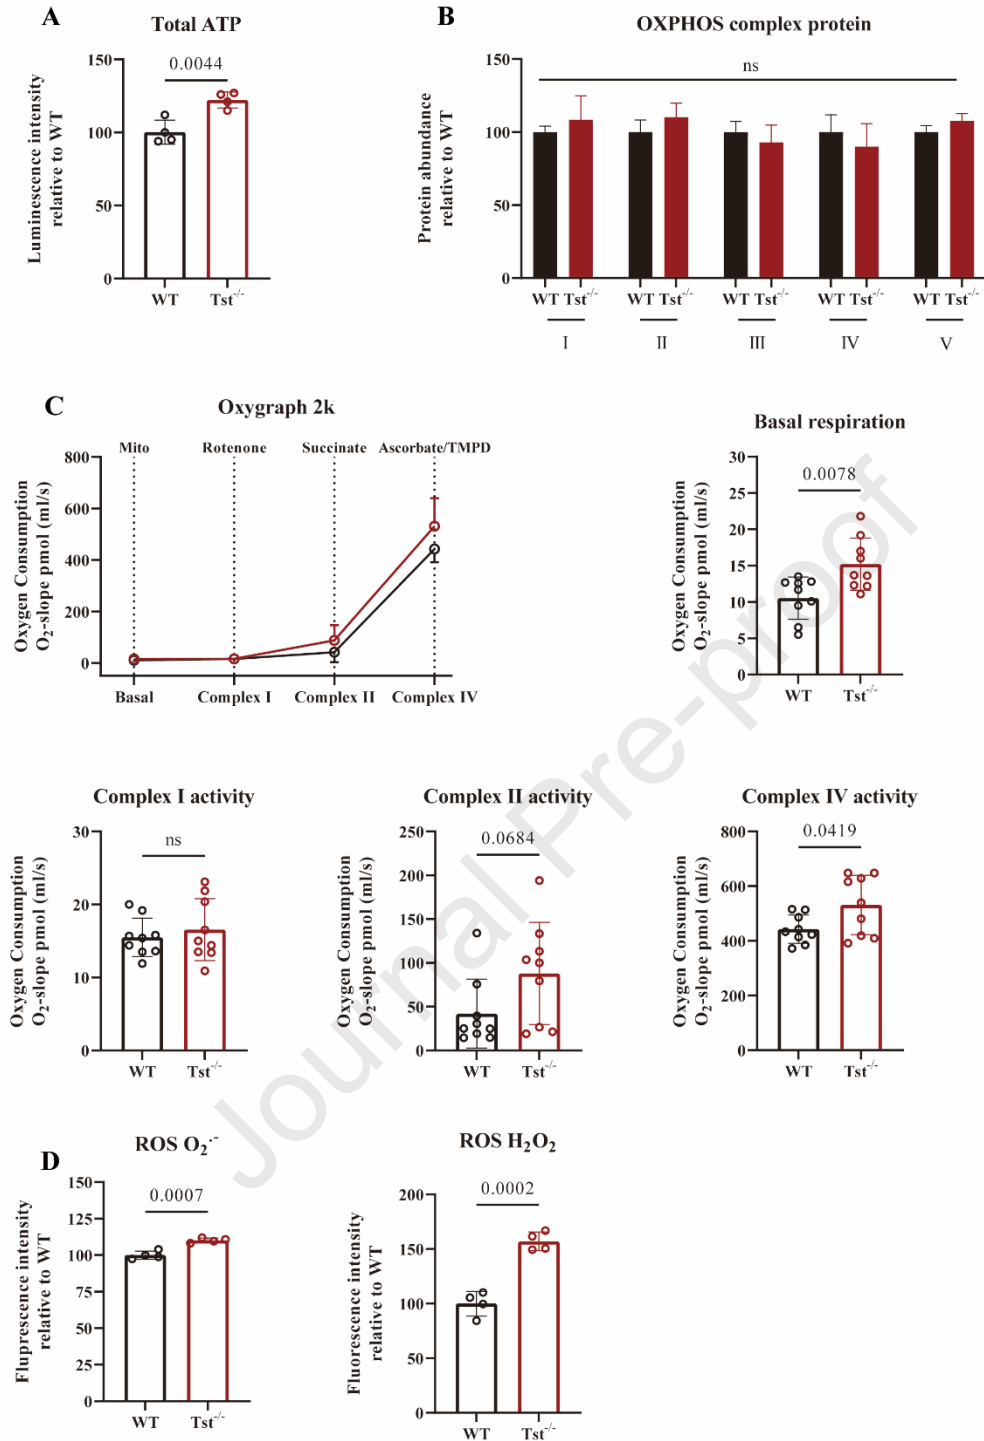 A
Total ATP
0.0044
150
100
50
0
Luminescence intensity
relative to WT
WT Tst-/-
B
OXPHOS complex protein
ns
150
100
50
0
Protein abundance
relative to WT
WT Tst-/- WT Tst-/- WT Tst-/- WT Tst-/- WT Tst-/-
I II III IV V
C
Oxygraph 2k
Mito Rotenone Succinate Ascorbate/TMPD
800
600
400
200
0
Oxygen Consumption
O2-slope pmol (ml/s)
Basal Complex I Complex II Complex IV
Basal respiration
0.0078
30
25
20
15
10
5
0
Oxygen Consumption
O2-slope pmol (ml/s)
WT Tst-/-
Complex I activity
ns
30
20
10
0
Oxygen Consumption
O2-slope pmol (ml/s)
WT Tst-/-
Complex II activity
0.0684
250
200
150
100
50
0
Oxygen Consumption
O2-slope pmol (ml/s)
WT Tst-/-
Complex IV activity
0.0419
800
600
400
200
0
Oxygen Consumption
O2-slope pmol (ml/s)
WT Tst-/-
D
ROS O2·-
0.0007
150
125
100
75
50
25
0
Fluprescence intensity
relative to WT
WT Tst-/-
ROS H2O2
0.0002
200
150
100
50
0
Fluorescence intensity
relative to WT
WT Tst-/-
Journal Pre-proof